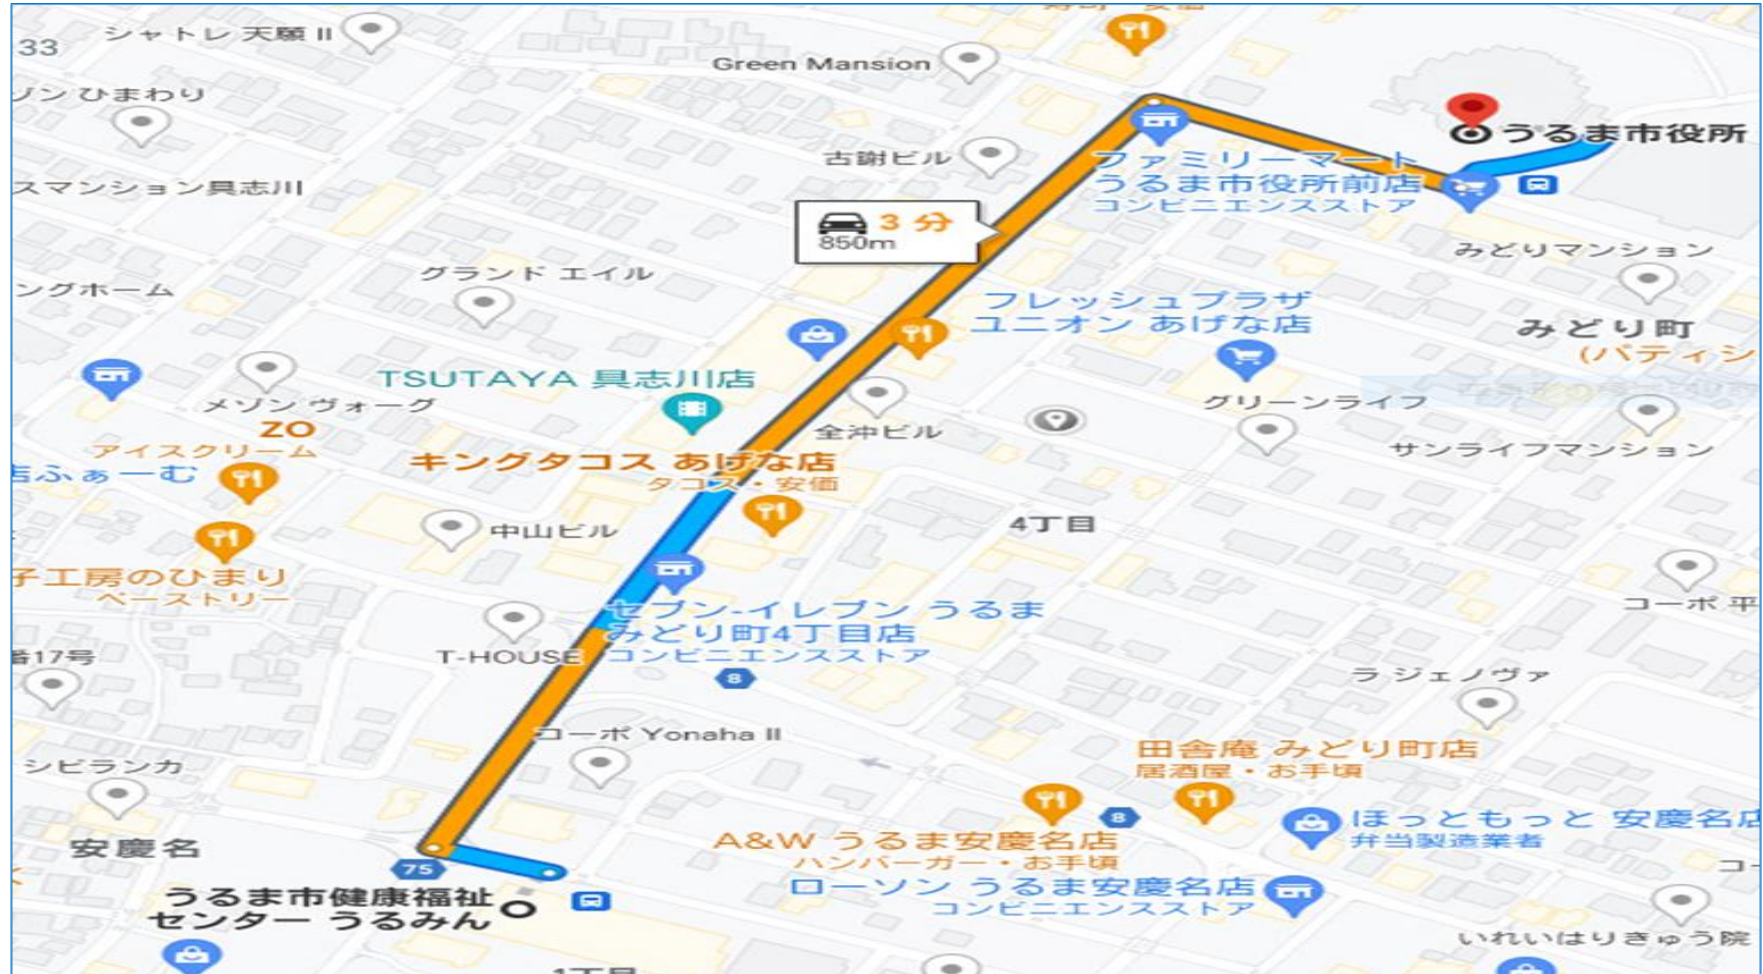 シャトレ 天願 II
33
Green Mansion
ゾン ひまわり
うるま市役所
古謝ビル
ファミリーマート
うるま市役所前店
コンビニエンスストア
スマンション具志川
3 分
850m
みどりマンション
グランド エイル
ングホーム
フレッシュプラザ
ユニオン あげな店
みどり町
(パティシ
TSUTAYA 具志川店
メゾン ヴォーグ
グリーンライフ
ZO
アイスクリーム
全沖ビル
サンライフマンション
キングタコス あげな店
タコス・安価
店ふぁーむ
中山ビル
4丁目
子工房のひまり
ペーストリー
セブン-イレブン うるま
みどり町4丁目店
コンビニエンスストア
コーポ 平
番17号
T-HOUSE
8
ラ ジェノヴァ
コーポ Yonaha II
田舎庵 みどり町店
居酒屋・お手頃
シビランカ
8
ほっともっと 安慶名店
弁当製造業者
安慶名
A&W うるま安慶名店
ハンバーガー・お手頃
75
ローソン うるま安慶名店
コンビニエンスストア
コー
うるま市健康福祉
センター うるみん
いれいはりきゅう院
1丁目